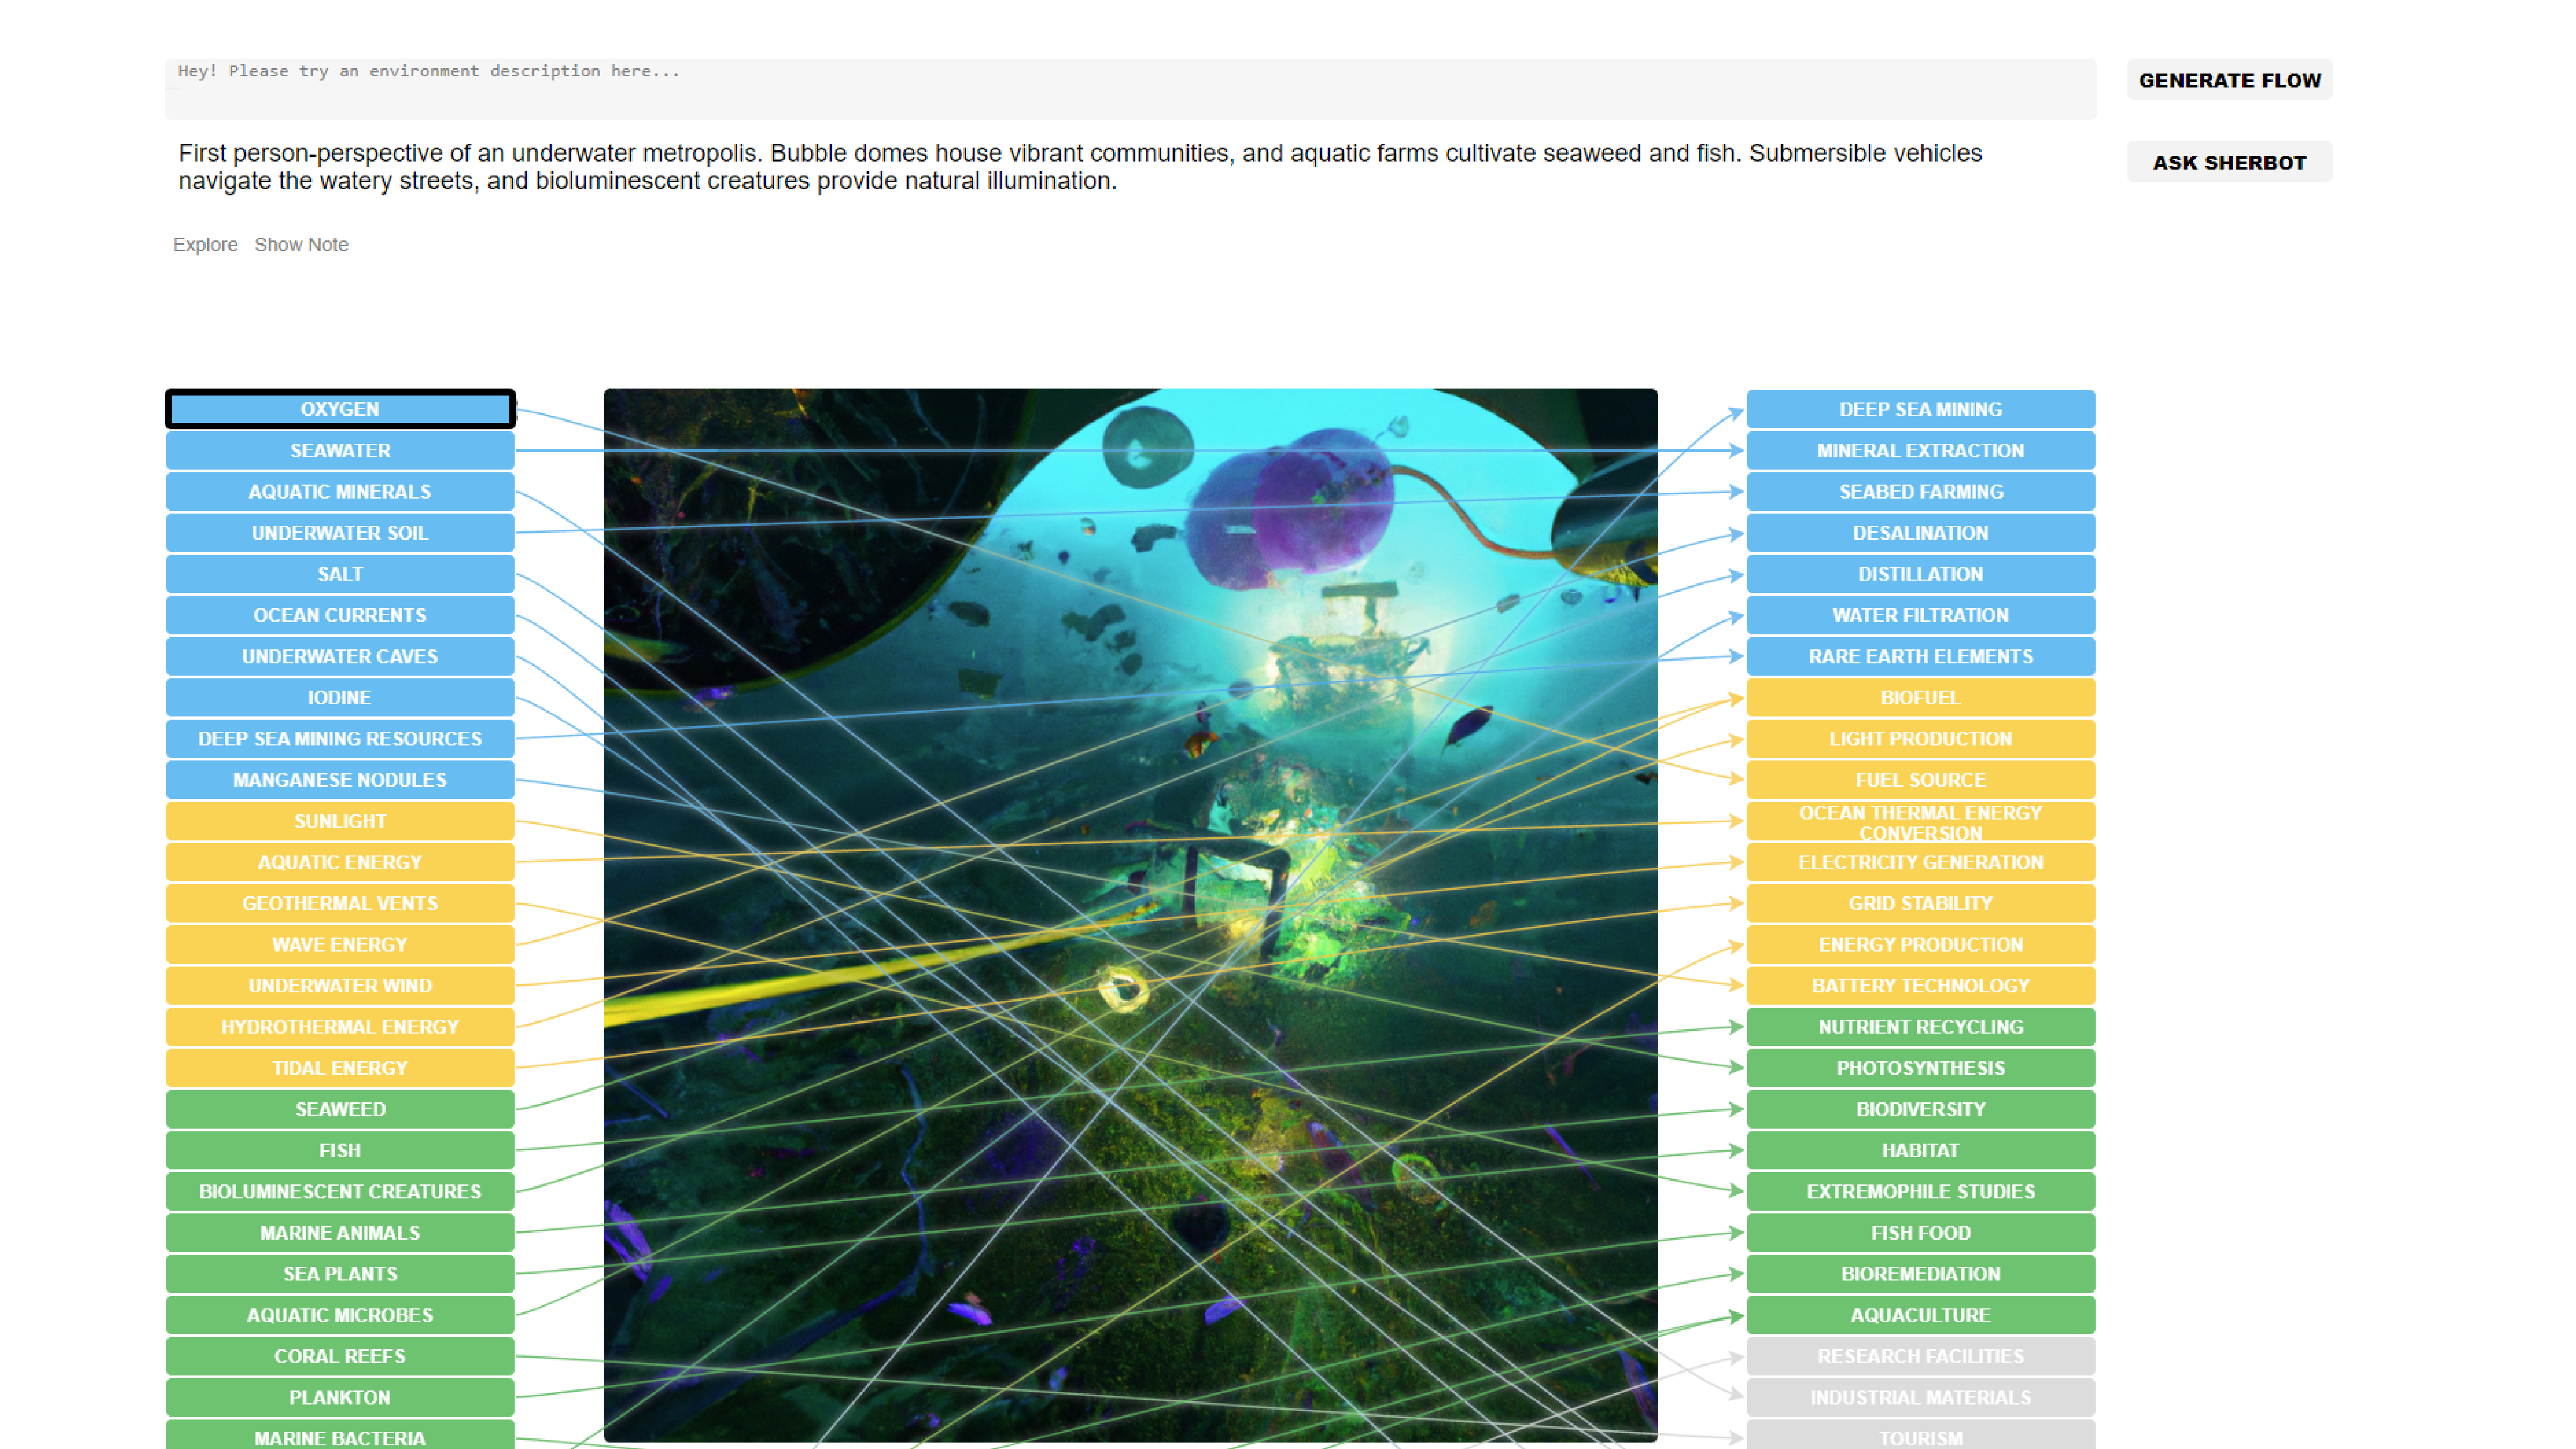 Hey! Please try an environment description here...
GENERATE FLOW
First person-perspective of an underwater metropolis. Bubble domes house vibrant communities, and aquatic farms cultivate seaweed and fish. Submersible vehicles
navigate the watery streets, and bioluminescent creatures provide natural illumination.
ASK SHERBOT
Explore Show Note
OXYGEN
SEAWATER
AQUATIC MINERALS
UNDERWATER SOIL
SALT
OCEAN CURRENTS
UNDERWATER CAVES
IODINE
DEEP SEA MINING RESOURCES
MANGANESE NODULES
SUNLIGHT
AQUATIC ENERGY
GEOTHERMAL VENTS
WAVE ENERGY
UNDERWATER WIND
HYDROTHERMAL ENERGY
TIDAL ENERGY
SEAWEED
FISH
BIOLUMINESCENT CREATURES
MARINE ANIMALS
SEA PLANTS
AQUATIC MICROBES
CORAL REEFS
PLANKTON
MARINE BACTERIA
DEEP SEA MINING
MINERAL EXTRACTION
SEABED FARMING
DESALINATION
DISTILLATION
WATER FILTRATION
RARE EARTH ELEMENTS
BIOFUEL
LIGHT PRODUCTION
FUEL SOURCE
OCEAN THERMAL ENERGY
CONVERSION
ELECTRICITY GENERATION
GRID STABILITY
ENERGY PRODUCTION
BATTERY TECHNOLOGY
NUTRIENT RECYCLING
PHOTOSYNTHESIS
BIODIVERSITY
HABITAT
EXTREMOPHILE STUDIES
FISH FOOD
BIOREMEDIATION
AQUACULTURE
RESEARCH FACILITIES
INDUSTRIAL MATERIALS
TOURISM